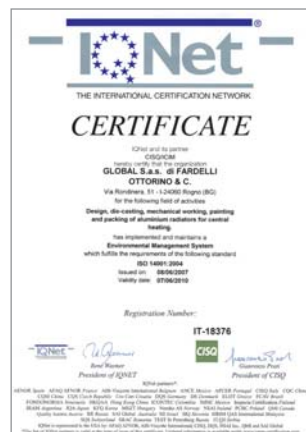 IQNet ®
THE INTERNATIONAL CERTIFICATION NETWORK
CERTIFICATE
IQNet and its partner
CISQ/ICIM
hereby certify that the organization
GLOBAL S.a.s. di FARDELLI
OTTORINO & C.
Via Rondinera, 51 - I-24060 Rogno (BG)
for the following field of activities
Design, die-casting, mechanical working, painting
and packing of aluminium radiators for central
heating.
has implemented and maintains a
Environmental Management System
which fulfills the requirements of the following standard
ISO 14001:2004
Issued on: 08/06/2007
Validity date: 07/06/2010
Registration Number:
IT-18376
IQNet
CISQ
René Wasmer
President of IQNET
Gianrenzo Prati
President of CISQ
IQNet partners*: